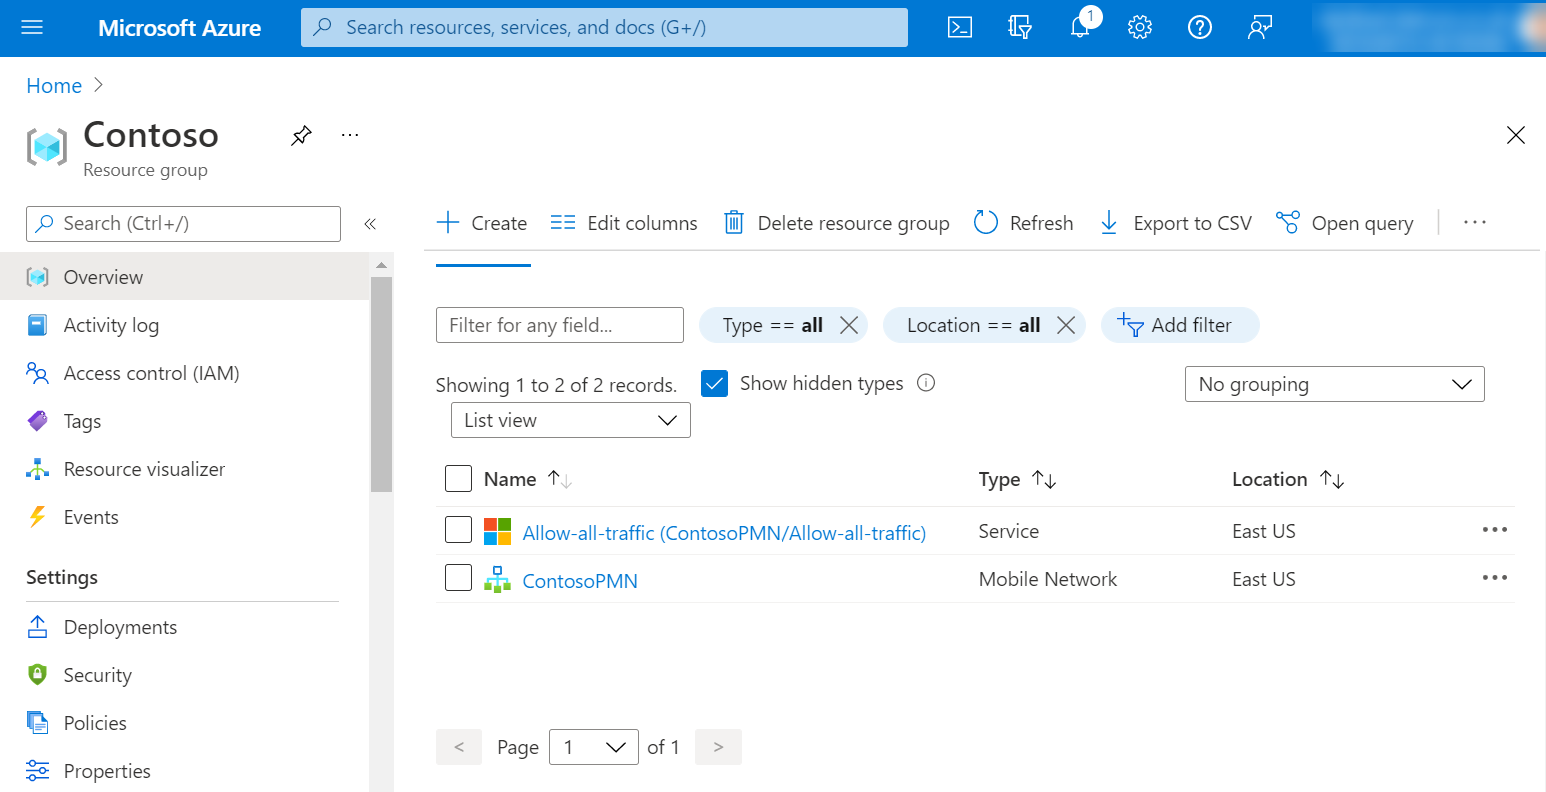 Microsoft Azure
Search resources, services, and docs (G+/)
1
Home
Contoso
Resource group
Search (Ctrl+/)
Create Edit columns Delete resource group Refresh Export to CSV Open query
Overview
Activity log
Access control (IAM)
Tags
Resource visualizer
Events
Settings
Deployments
Security
Policies
Properties
Filter for any field...
Type == all
Location == all
Add filter
Showing 1 to 2 of 2 records.
Show hidden types
No grouping
List view
Name Type Location
Allow-all-traffic (ContosoPMN/Allow-all-traffic) Service East US
ContosoPMN Mobile Network East US
< Page 1 of 1 >